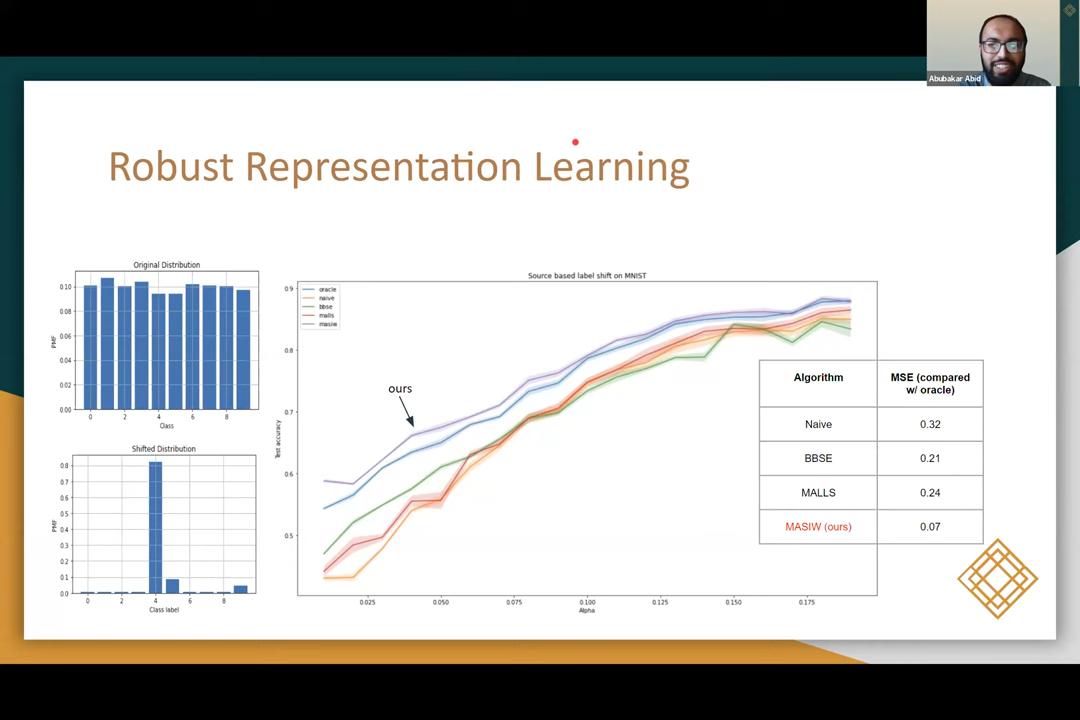 Abubakar Abid
Robust Representation Learning
Original Distribution
PMF
0.10
0.08
0.06
0.04
0.02
0.00
0 2 4 6 8
Class
Shifted Distribution
PMF
0.8
0.7
0.6
0.5
0.4
0.3
0.2
0.1
0.0
0 2 4 6 8
Class label
Source based label shift on MNIST
oracle
naive
bbse
malls
masiw
Test accuracy
0.9
0.8
0.7
0.6
0.5
ours
0.025 0.050 0.075 0.100 0.125 0.150 0.175
Alpha
Algorithm MSE (compared
w/ oracle)
Naive 0.32
BBSE 0.21
MALLS 0.24
MASIW (ours) 0.07